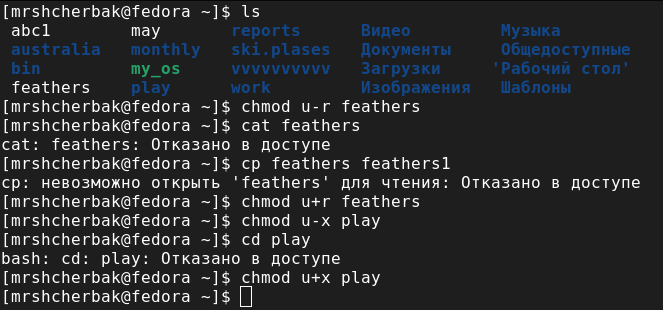 [mrshcherbak@fedora ~]$ ls
abc1 may reports Видео Музыка
australia monthly ski.plases Документы Общедоступные
bin my_os vvvvvvvvvv Загрузки 'Рабочий стол'
feathers play work Изображения Шаблоны
[mrshcherbak@fedora ~]$ chmod u-r feathers
[mrshcherbak@fedora ~]$ cat feathers
cat: feathers: Отказано в доступе
[mrshcherbak@fedora ~]$ cp feathers feathers1
cp: невозможно открыть 'feathers' для чтения: Отказано в доступе
[mrshcherbak@fedora ~]$ chmod u+r feathers
[mrshcherbak@fedora ~]$ chmod u-x play
[mrshcherbak@fedora ~]$ cd play
bash: cd: play: Отказано в доступе
[mrshcherbak@fedora ~]$ chmod u+x play
[mrshcherbak@fedora ~]$